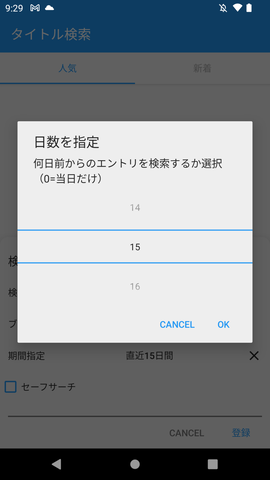 9:29
タイトル検索
人気
新着
日数を指定
何日前からのエントリを検索するか選択
（0=当日だけ）
14
15
16
CANCEL OK
検
検
ブ
期間指定 直近15日間
セーフサーチ
CANCEL 登録